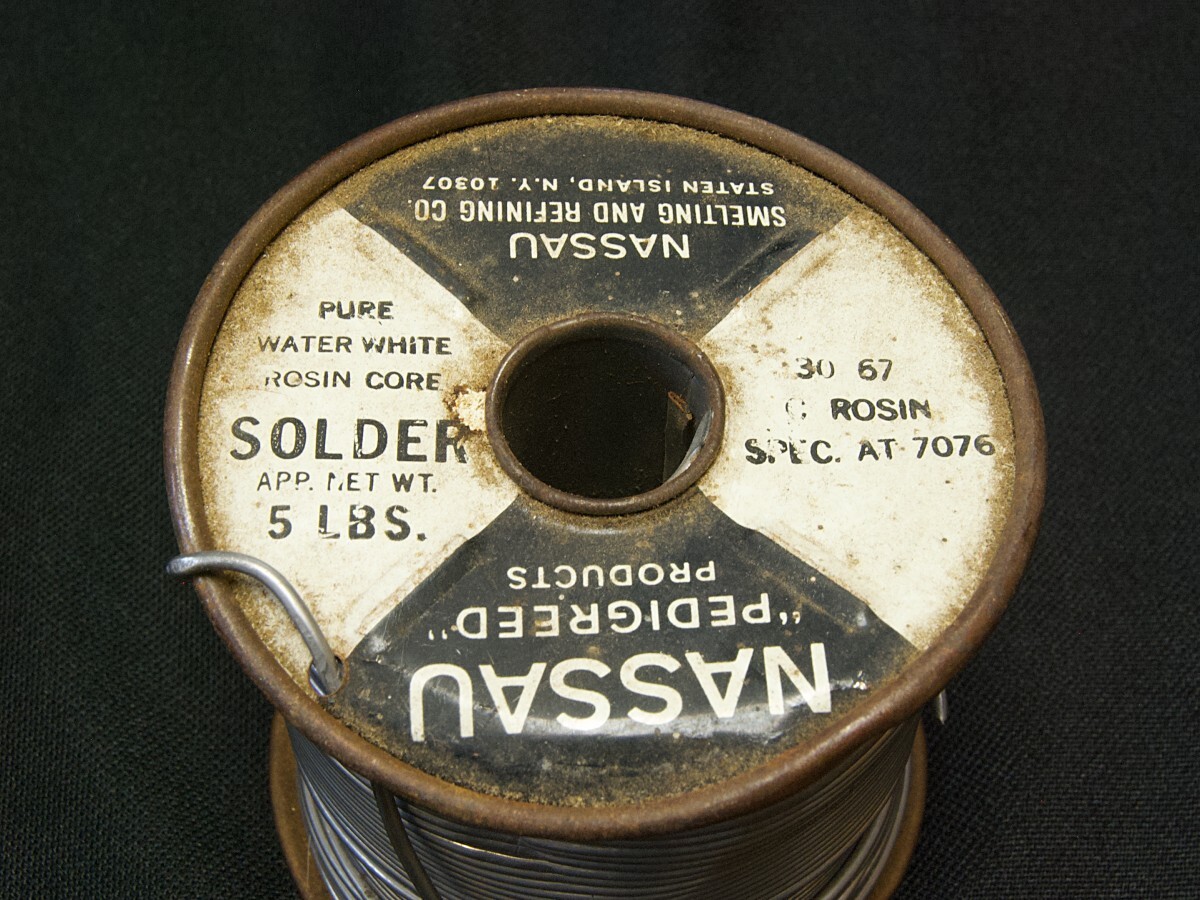 NASSAU
SMELTING AND REFINING CO.
STATEN ISLAND, N.Y. 10307
PURE
WATER WHITE
ROSIN CORE
SOLDER
APP. NET WT.
5 LBS.
30 67
C ROSIN
SPEC. AT 7076
NASSAU
"PEDIGREED"
PRODUCTS